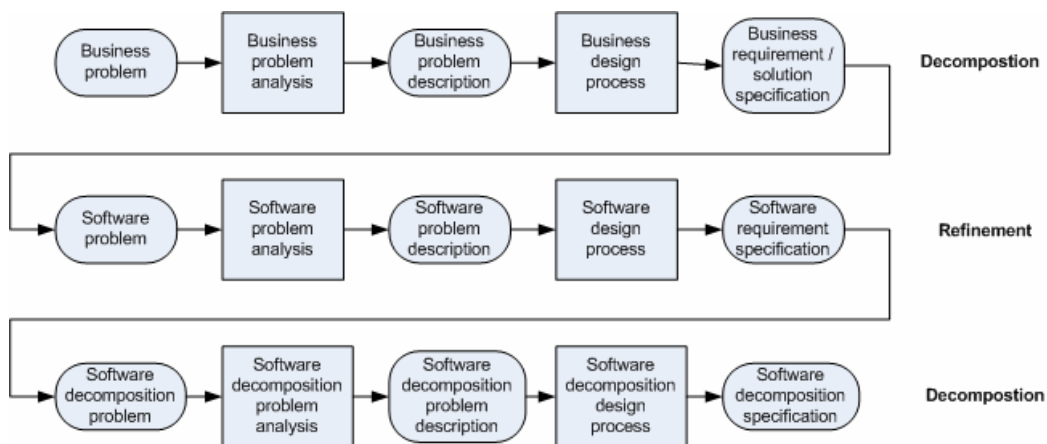 Business
problem
Business
problem
analysis
Business
problem
description
Business
design
process
Business
requirement /
solution
specification
Decompostion
Software
problem
Software
problem
analysis
Software
problem
description
Software
design
process
Software
requirement
specification
Refinement
Software
decomposition
problem
Software
decomposition
problem
analysis
Software
decomposition
problem
description
Software
decomposition
design
process
Software
decomposition
specification
Decompostion